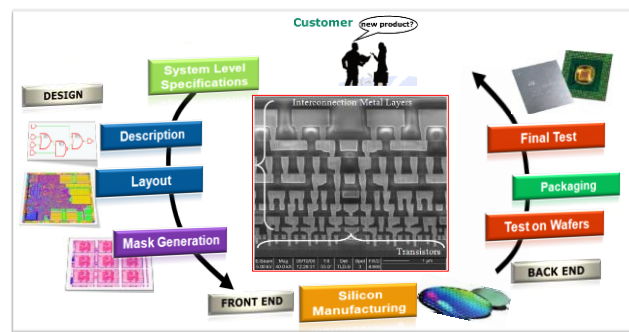 Customer
new product?
System Level
Specifications
DESIGN
Description
Layout
Mask Generation
FRONT END
Silicon
Manufacturing
Interconnection Metal Layers
Transistors
BACK END
Test on Wafers
Packaging
Final Test